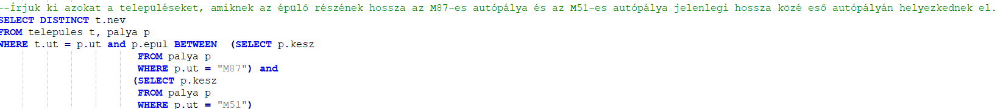 --Írjuk ki azokat a településeket, amiknek az épülő részének hossza az M87-es autópálya és az M51-es autópálya jelenlegi hossza közé eső autópályán helyezkednek el.
SELECT DISTINCT t.nev
FROM telepules t, palya p
WHERE t.ut = p.ut and p.epul BETWEEN (SELECT p.kesz
FROM palya p
WHERE p.ut = "M87") and
(SELECT p.kesz
FROM palya p
WHERE p.ut = "M51")